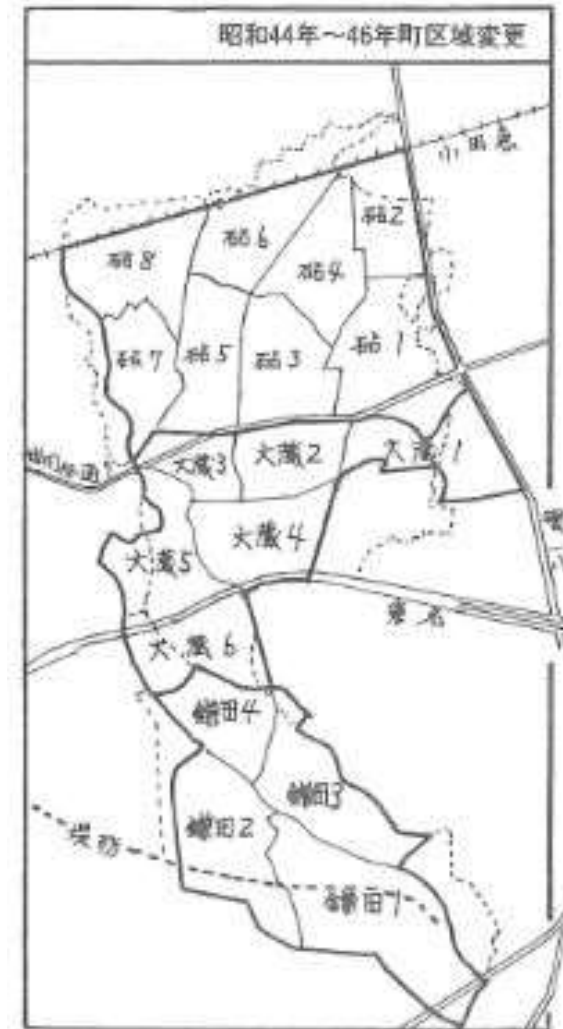 昭和44年～46年町区域変更
小田急
砧2
砧6
砧8
砧4
砧1
砧7
砧5
砧3
大蔵1
大蔵2
大蔵3
大蔵4
大蔵5
東名
大蔵6
鎌田4
鎌田3
鎌田2
堤防
鎌田1